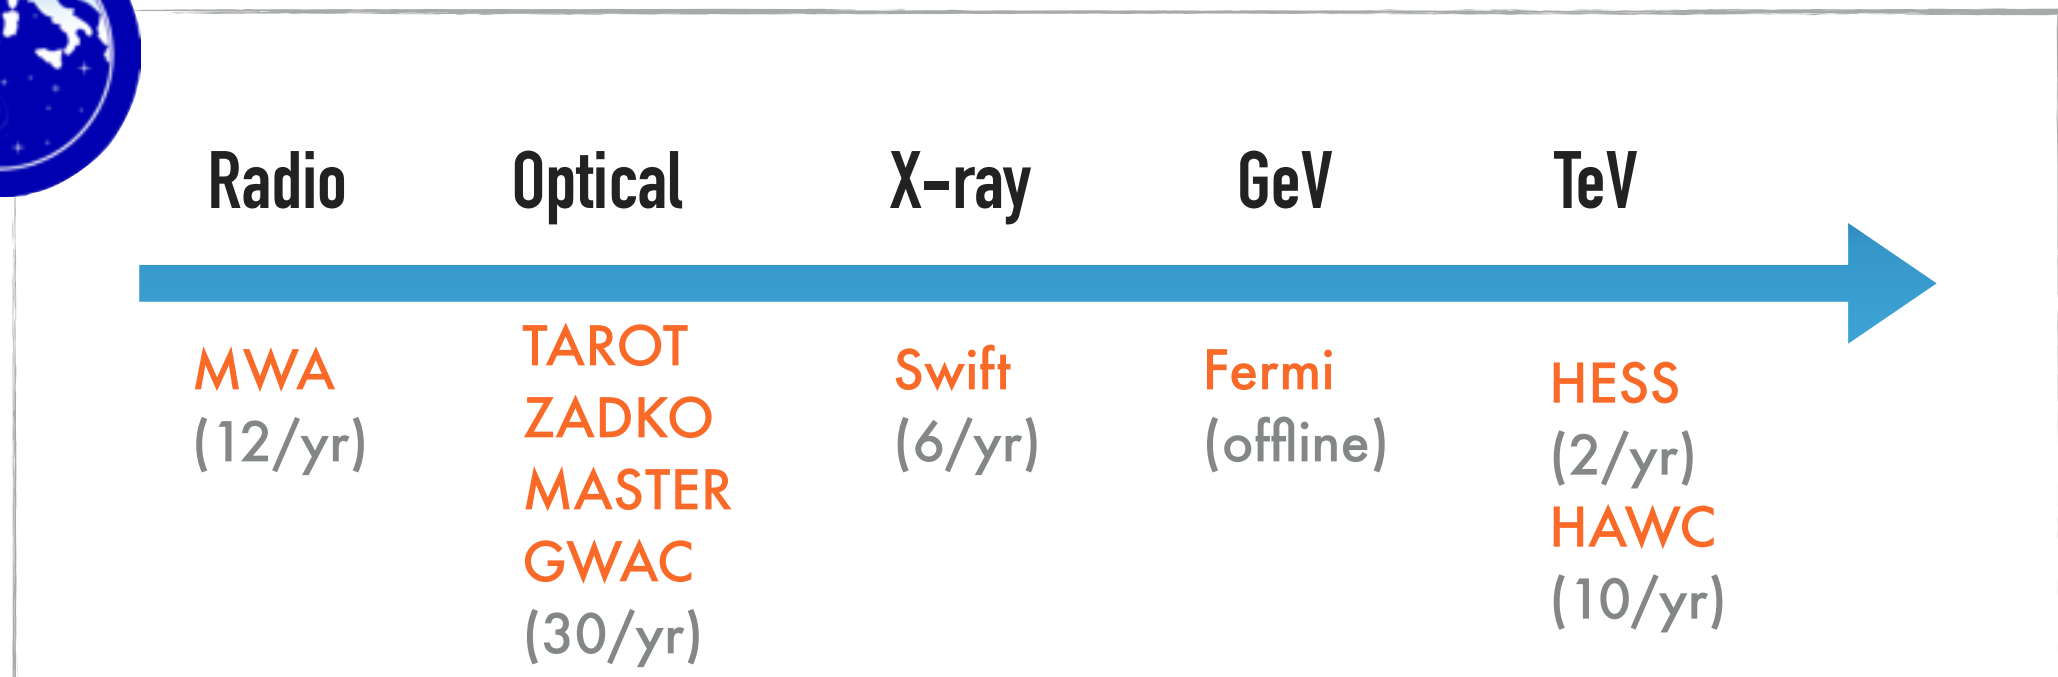 Radio Optical X-ray GeV TeV
MWA
(12/yr)
TAROT
ZADKO
MASTER
GWAC
(30/yr)
Swift
(6/yr)
Fermi
(offline)
HESS
(2/yr)
HAWC
(10/yr)